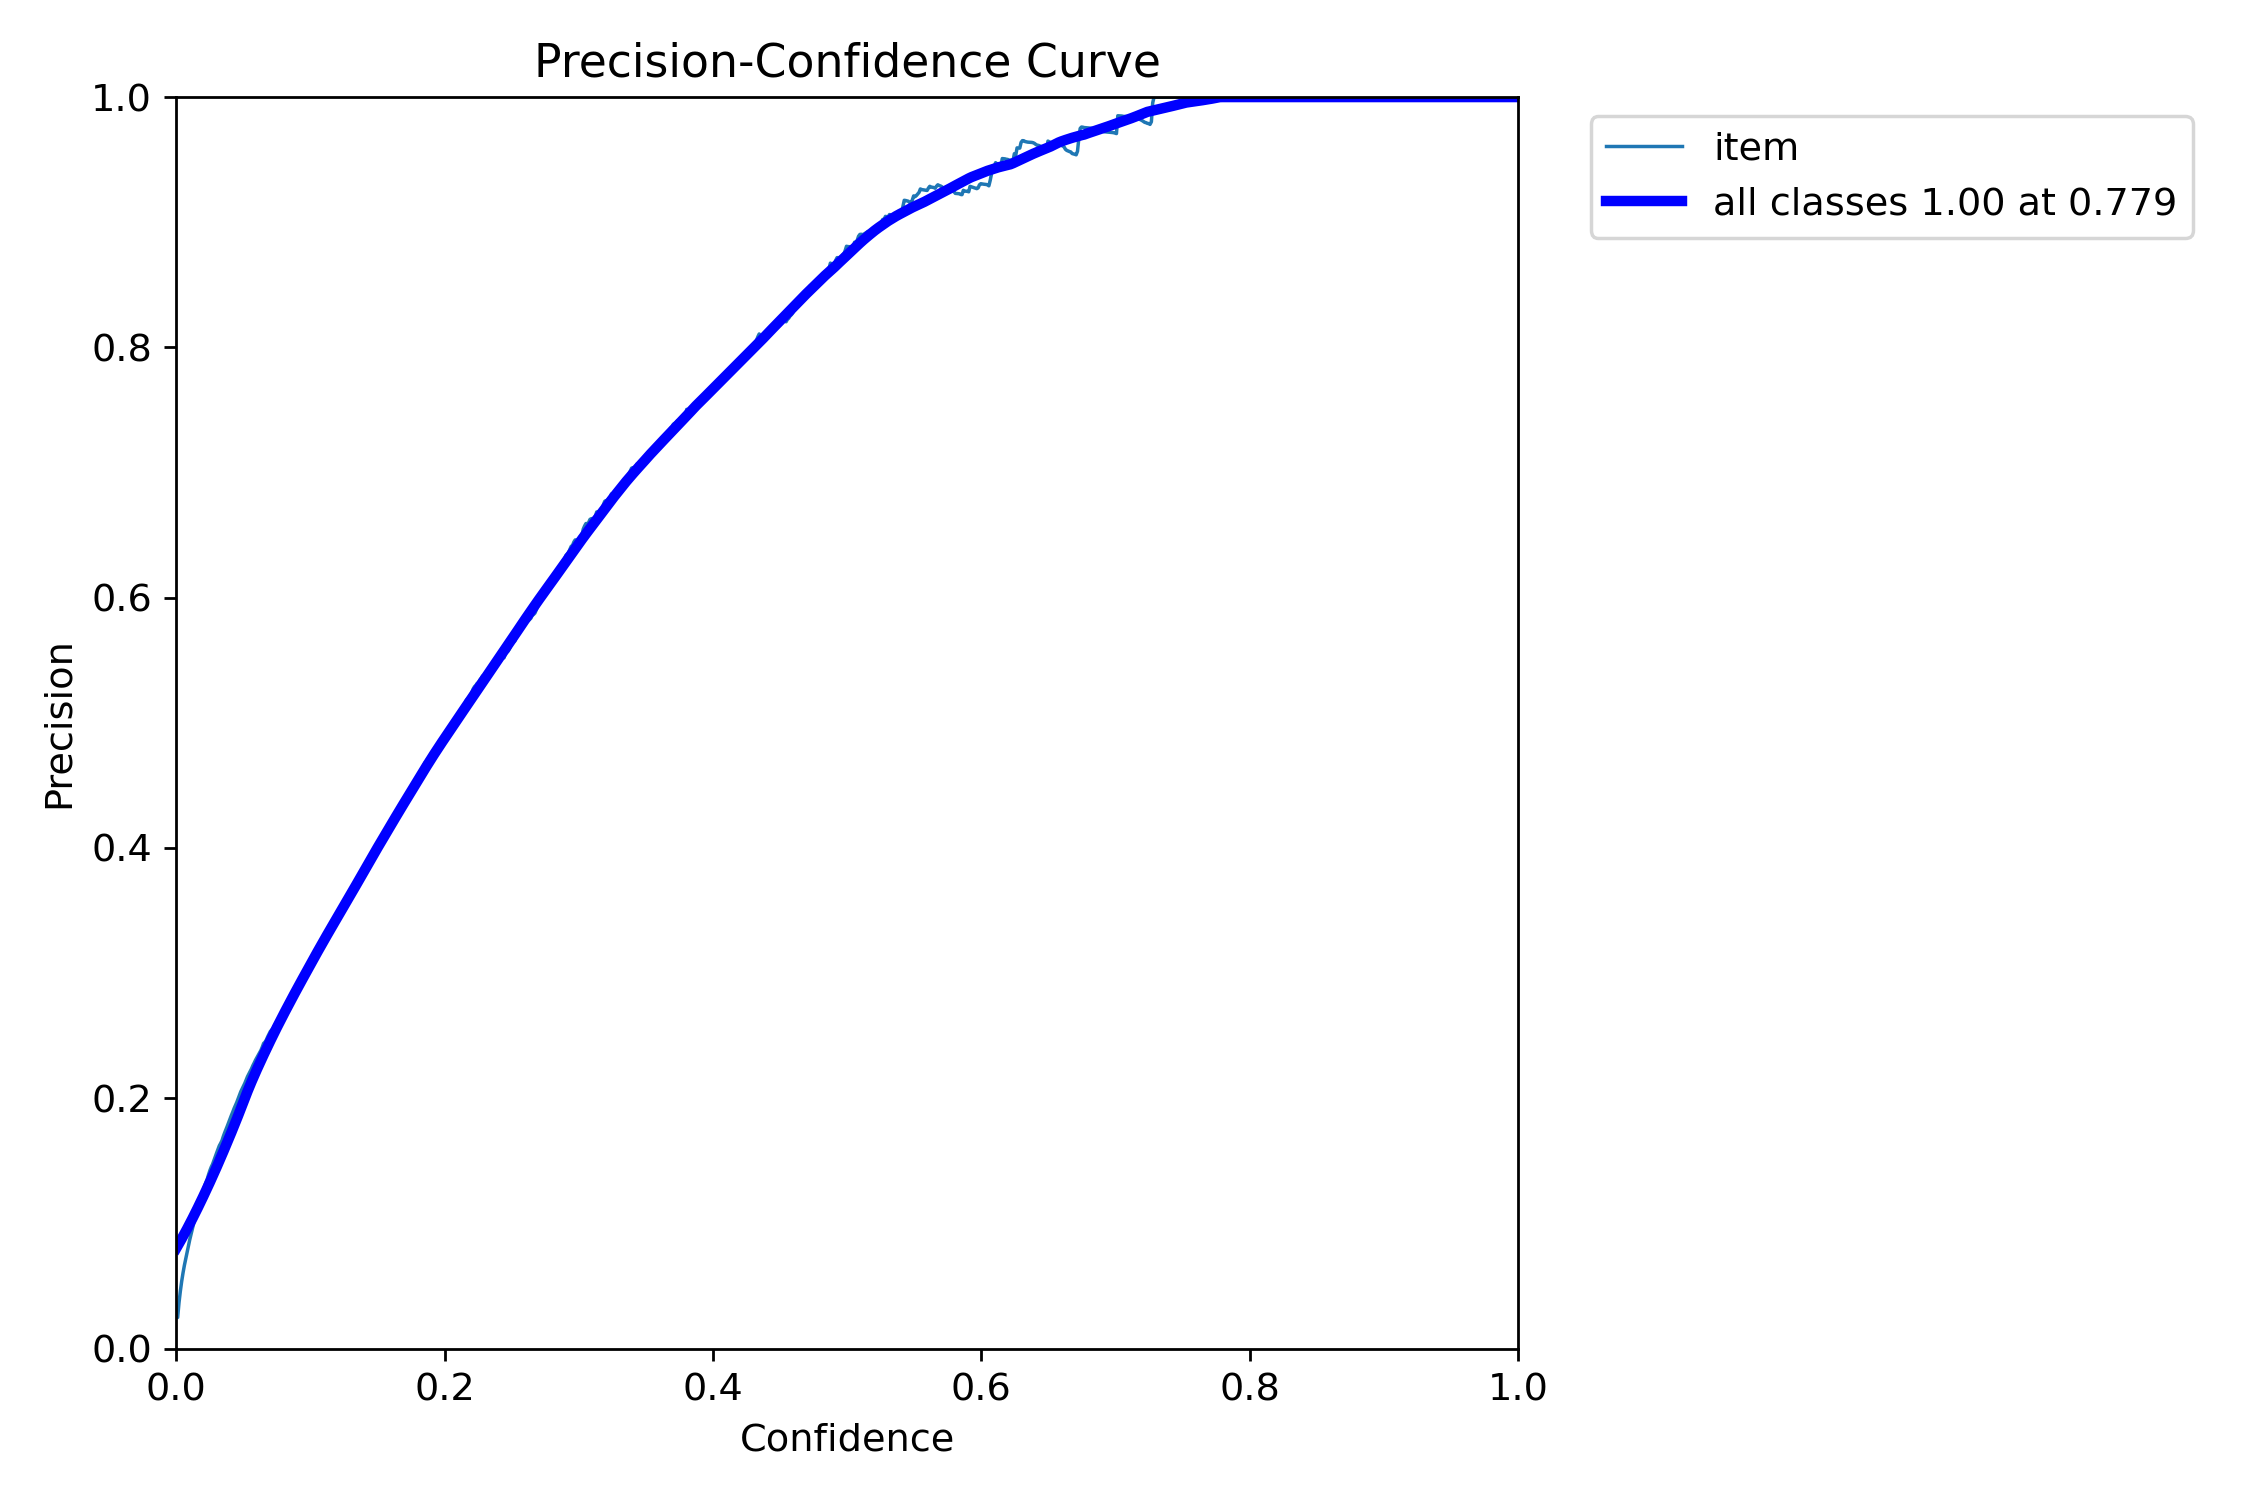 Precision-Confidence Curve
1.0
0.8
0.6
0.4
0.2
0.0
Precision
0.0 0.2 0.4 0.6 0.8 1.0
Confidence
item
all classes 1.00 at 0.779